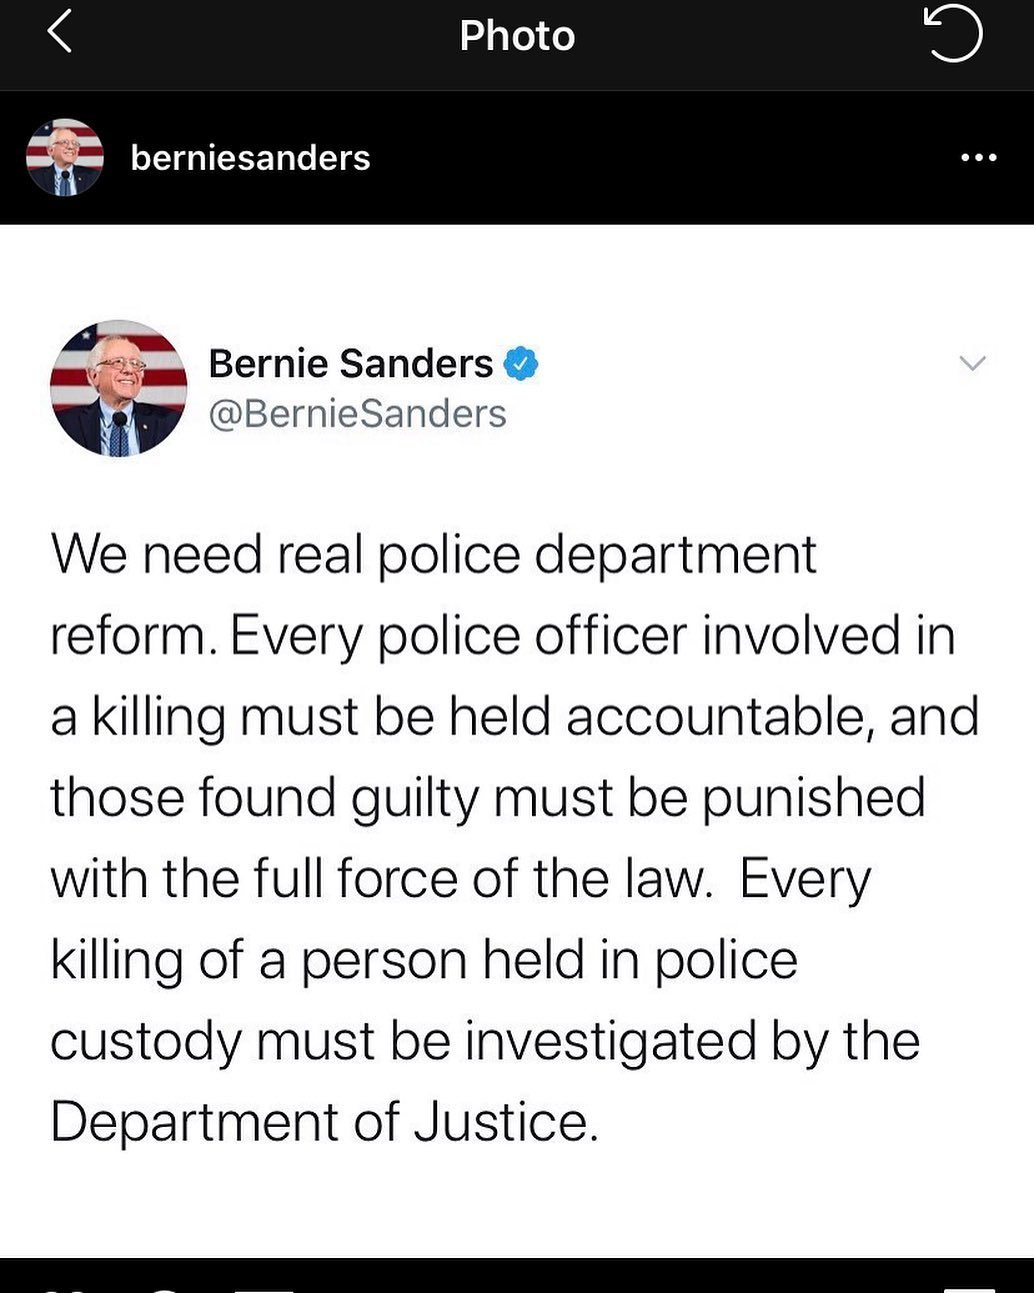 Photo
berniesanders
Bernie Sanders
@BernieSanders
We need real police department
reform. Every police officer involved in
a killing must be held accountable, and
those found guilty must be punished
with the full force of the law.  Every
killing of a person held in police
custody must be investigated by the
Department of Justice.